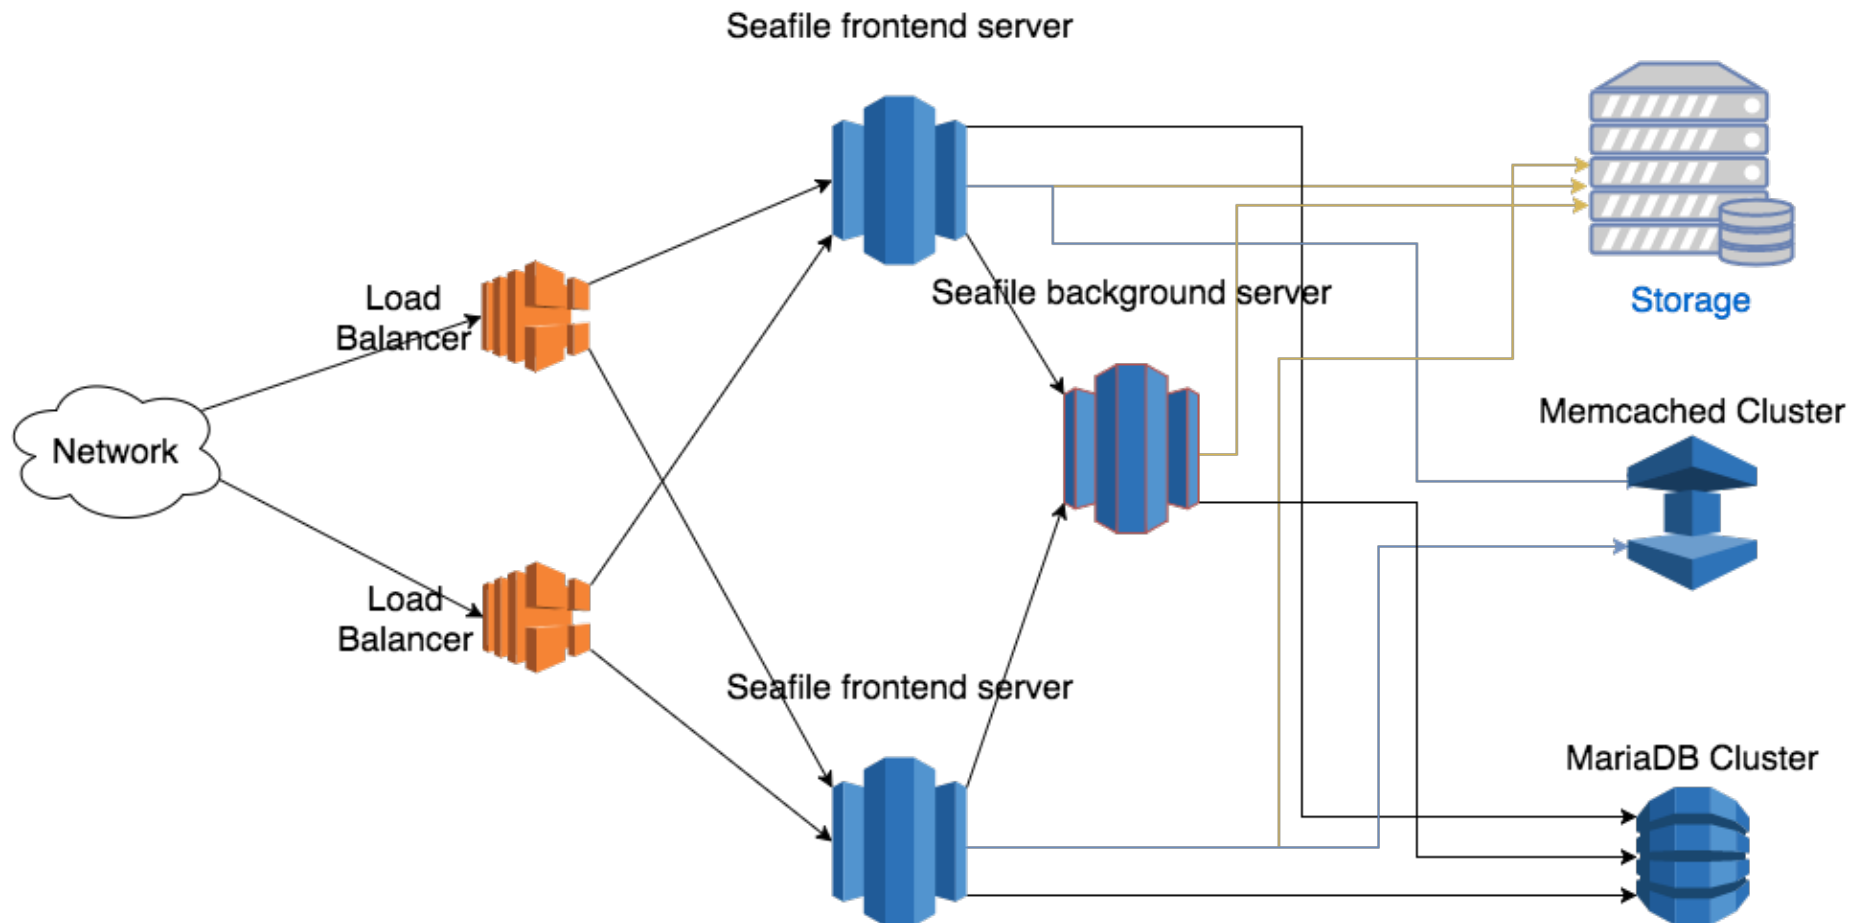 Seafile frontend server
Load
Balancer
Seafile background server
Storage
Network
Memcached Cluster
Load
Balancer
Seafile frontend server
MariaDB Cluster